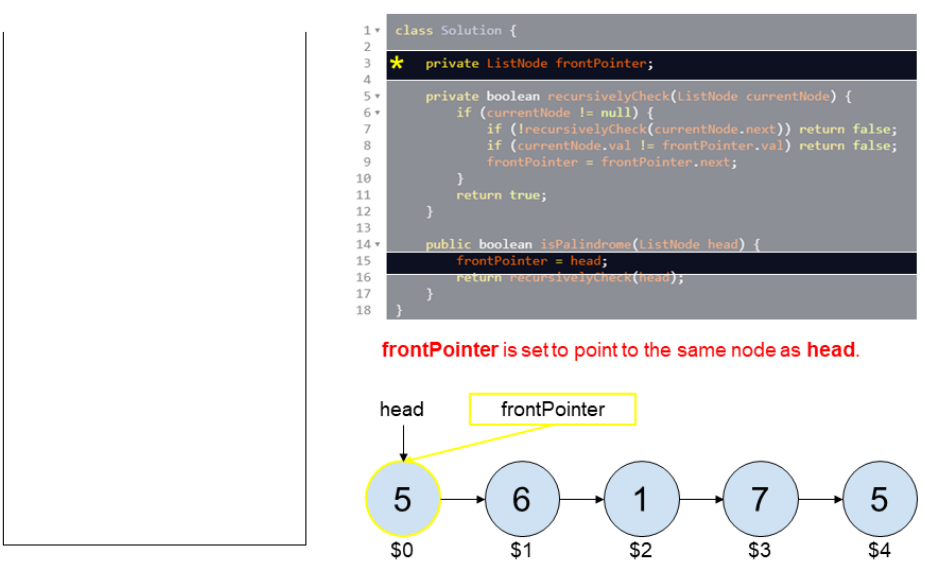 1 class Solution {
2
3 * private ListNode frontPointer;
4
5 private boolean recursivelyCheck(ListNode currentNode) {
6 if (currentNode != null) {
7 if (!recursivelyCheck(currentNode.next)) return false;
8 if (currentNode.val != frontPointer.val) return false;
9 frontPointer = frontPointer.next;
10 }
11 return true;
12 }
13
14 public boolean isPalindrome(ListNode head) {
15 frontPointer = head;
16 return recursivelyCheck(head);
17 }
18 }
frontPointer is set to point to the same node as head.
head frontPointer
5 6 1 7 5
$0 $1 $2 $3 $4